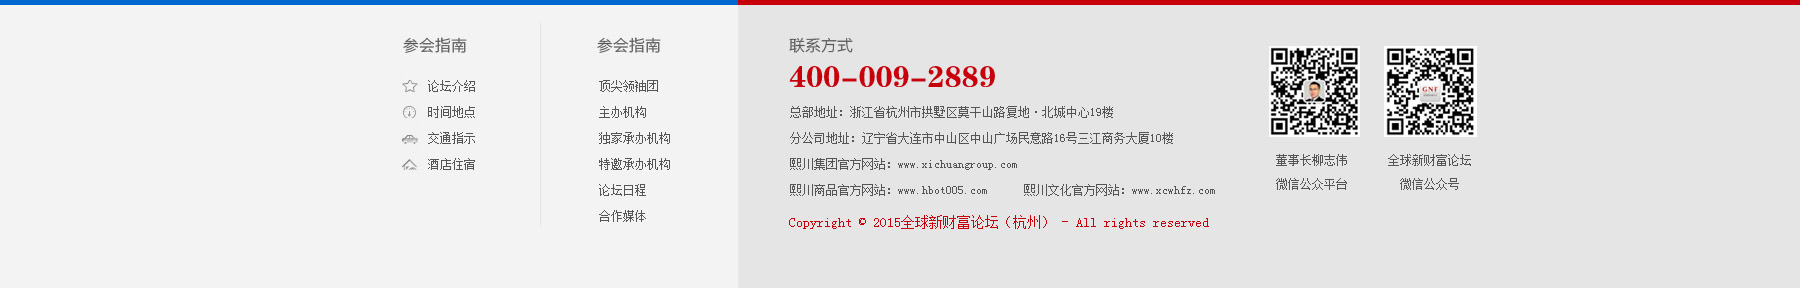 参会指南
论坛介绍
时间地点
交通指示
酒店住宿
参会指南
顶尖领袖团
主办机构
独家承办机构
特邀承办机构
论坛日程
合作媒体
联系方式
400-009-2889
总部地址：浙江省杭州市拱墅区莫干山路复地·北城中心19楼
分公司地址：辽宁省大连市中山区中山广场民意路16号三江商务大厦10楼
熙川集团官方网站：www.xichuangroup.com
熙川商品官方网站：www.hbot005.com 熙川文化官方网站：www.xcwhfz.com
Copyright © 2015全球新财富论坛（杭州） - All rights reserved
董事长柳志伟
微信公众平台
GNF
全球新财富论坛
微信公众号